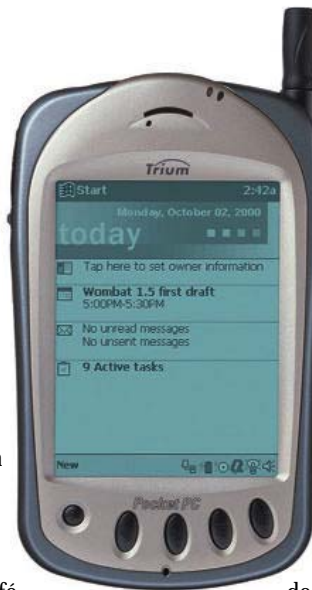 Trium
Start 2:42a
Monday, October 02, 2000
today
Tap here to set owner information
Wombat 1.5 first draft
5:00PM-5:30PM
No unread messages
No unsent messages
9 Active tasks
New
Pocket PC